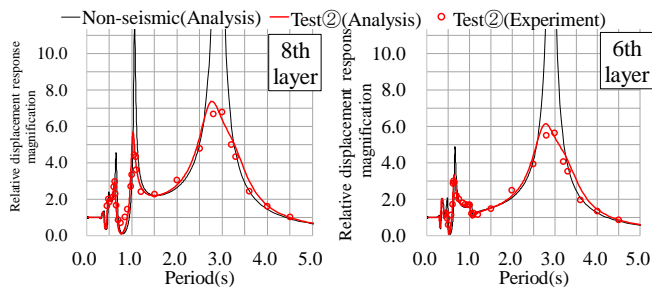 Non-seismic(Analysis) Test②(Analysis) Test②(Experiment)
Relative displacement response
magnification
10.0
8.0
6.0
4.0
2.0
0.0
8th
layer
0.0 1.0 2.0 3.0 4.0 5.0
Period(s)
Relative displacement respons
magnification
10.0
8.0
6.0
4.0
2.0
0.0
6th
layer
0.0 1.0 2.0 3.0 4.0 5.0
Period(s)